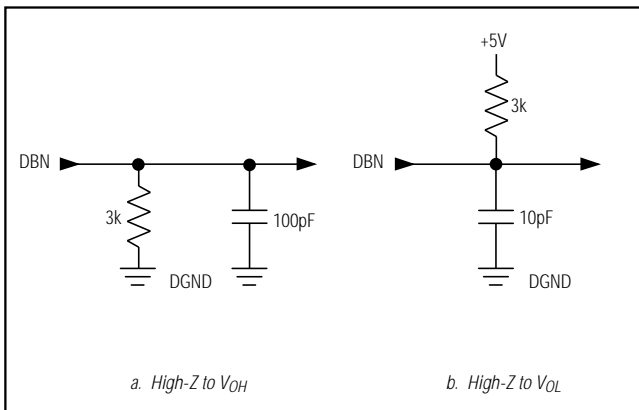 +5V
3k
DBN
DBN
3k
100pF
10pF
DGND
DGND
a. High-Z to VOH
b. High-Z to VOL